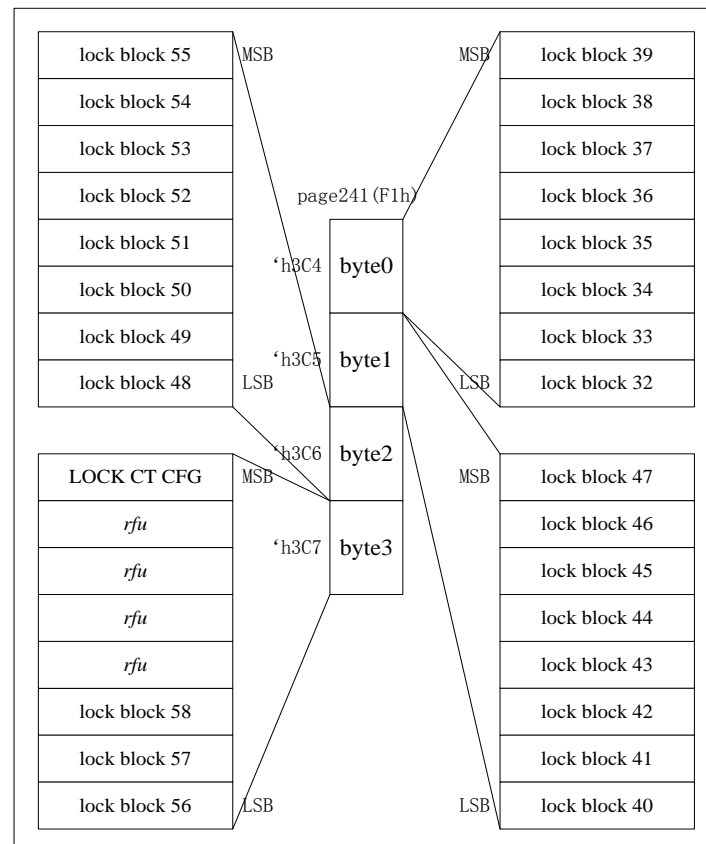 lock block 55
MSB
lock block 54
lock block 53
lock block 52
lock block 51
lock block 50
lock block 49
lock block 48
LSB
LOCK CT CFG
MSB
rfu
rfu
rfu
rfu
lock block 58
lock block 57
lock block 56
LSB
page241(F1h)
‘h3C4
byte0
‘h3C5
byte1
‘h3C6
byte2
‘h3C7
byte3
MSB
lock block 39
lock block 38
lock block 37
lock block 36
lock block 35
lock block 34
lock block 33
LSB
lock block 32
MSB
lock block 47
lock block 46
lock block 45
lock block 44
lock block 43
lock block 42
lock block 41
LSB
lock block 40